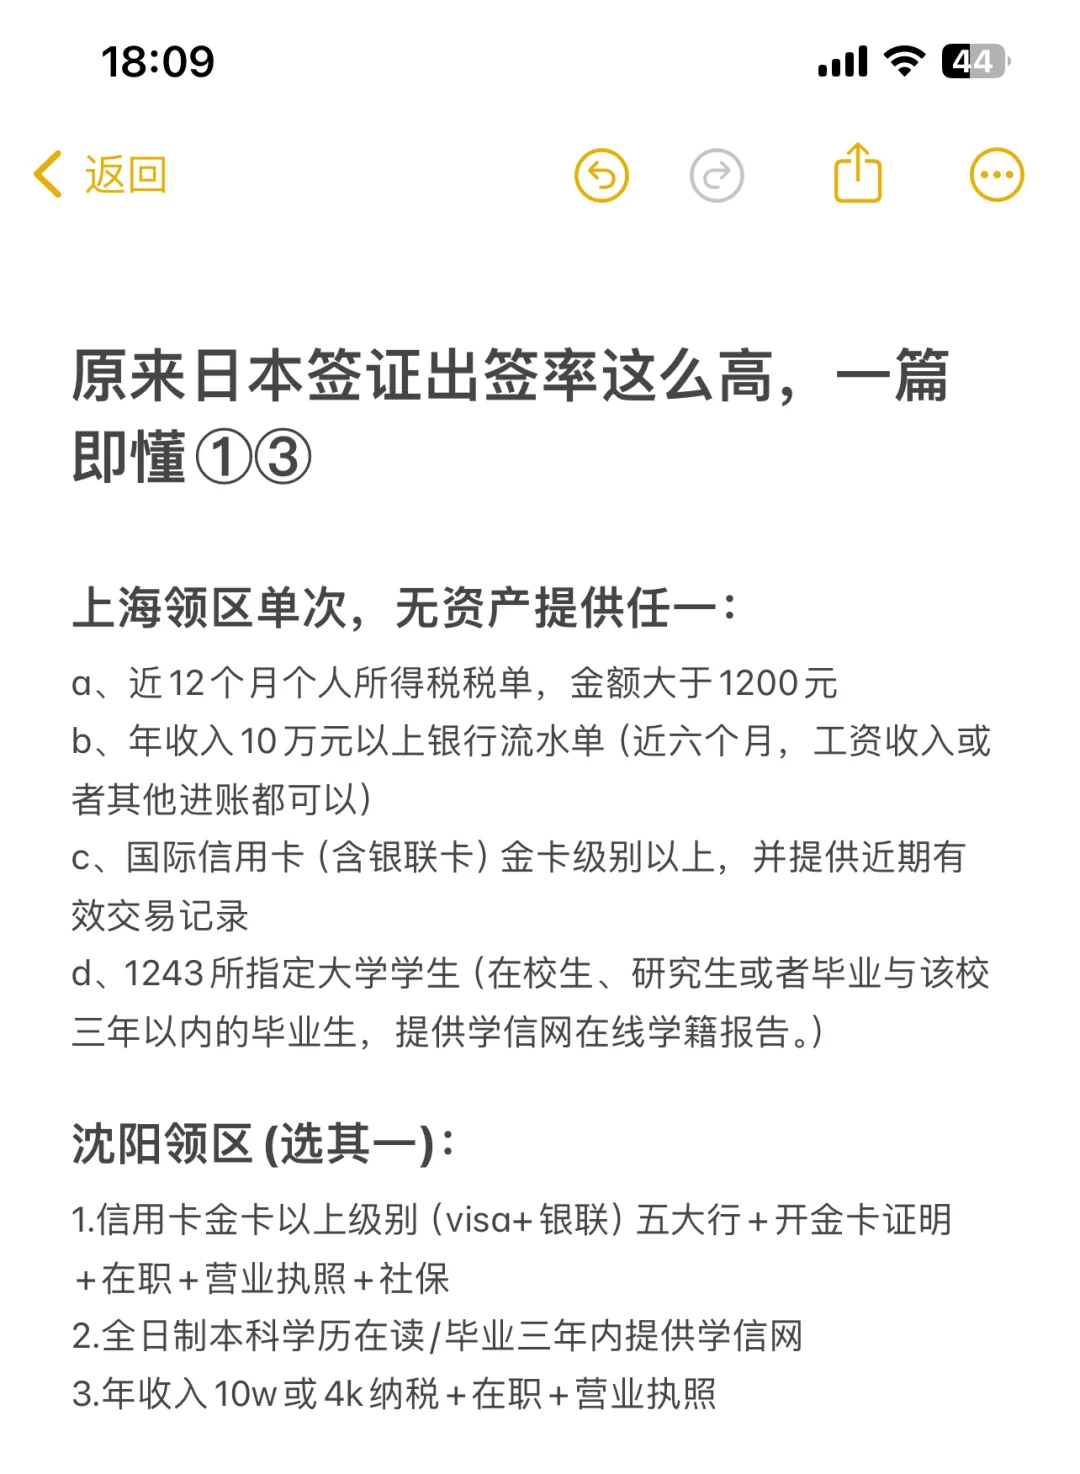 18:09
44
返回
原来日本签证出签率这么高，一篇
即懂①③
上海领区单次，无资产提供任一：
a、近12个月个人所得税税单，金额大于1200元
b、年收入10万元以上银行流水单（近六个月，工资收入或
者其他进账都可以）
c、国际信用卡（含银联卡）金卡级别以上，并提供近期有
效交易记录
d、1243所指定大学学生（在校生、研究生或者毕业与该校
三年以内的毕业生，提供学信网在线学籍报告。）
沈阳领区(选其一)：
1.信用卡金卡以上级别（visa+银联）五大行+开金卡证明
+在职+营业执照+社保
2.全日制本科学历在读/毕业三年内提供学信网
3.年收入10w或4k纳税+在职+营业执照